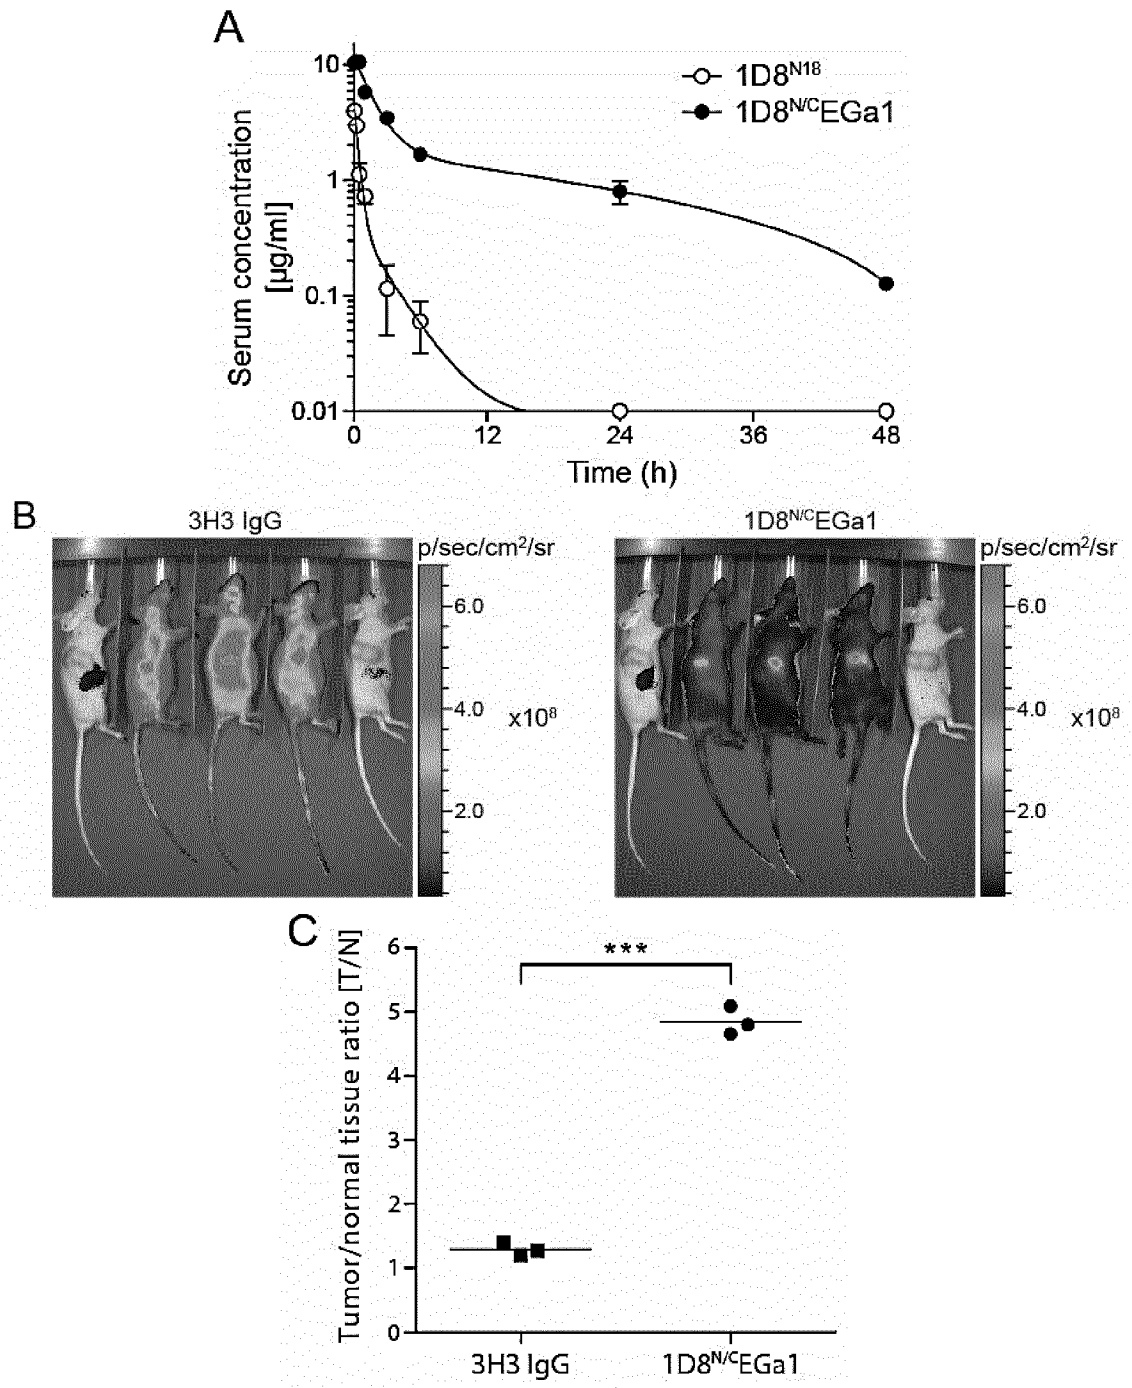 A
10
1
0.1
0.01
Serum concentration
[µg/ml]
1D8N18
1D8N/CEGa1
0 12 24 36 48
Time (h)
B
3H3 IgG
p/sec/cm²/sr
6.0
4.0 x10⁸
2.0
1D8N/CEGa1
p/sec/cm²/sr
6.0
4.0 x10⁸
2.0
C
Tumor/normal tissue ratio [T/N]
6
5
4
3
2
1
0
***
3H3 IgG 1D8N/CEGa1